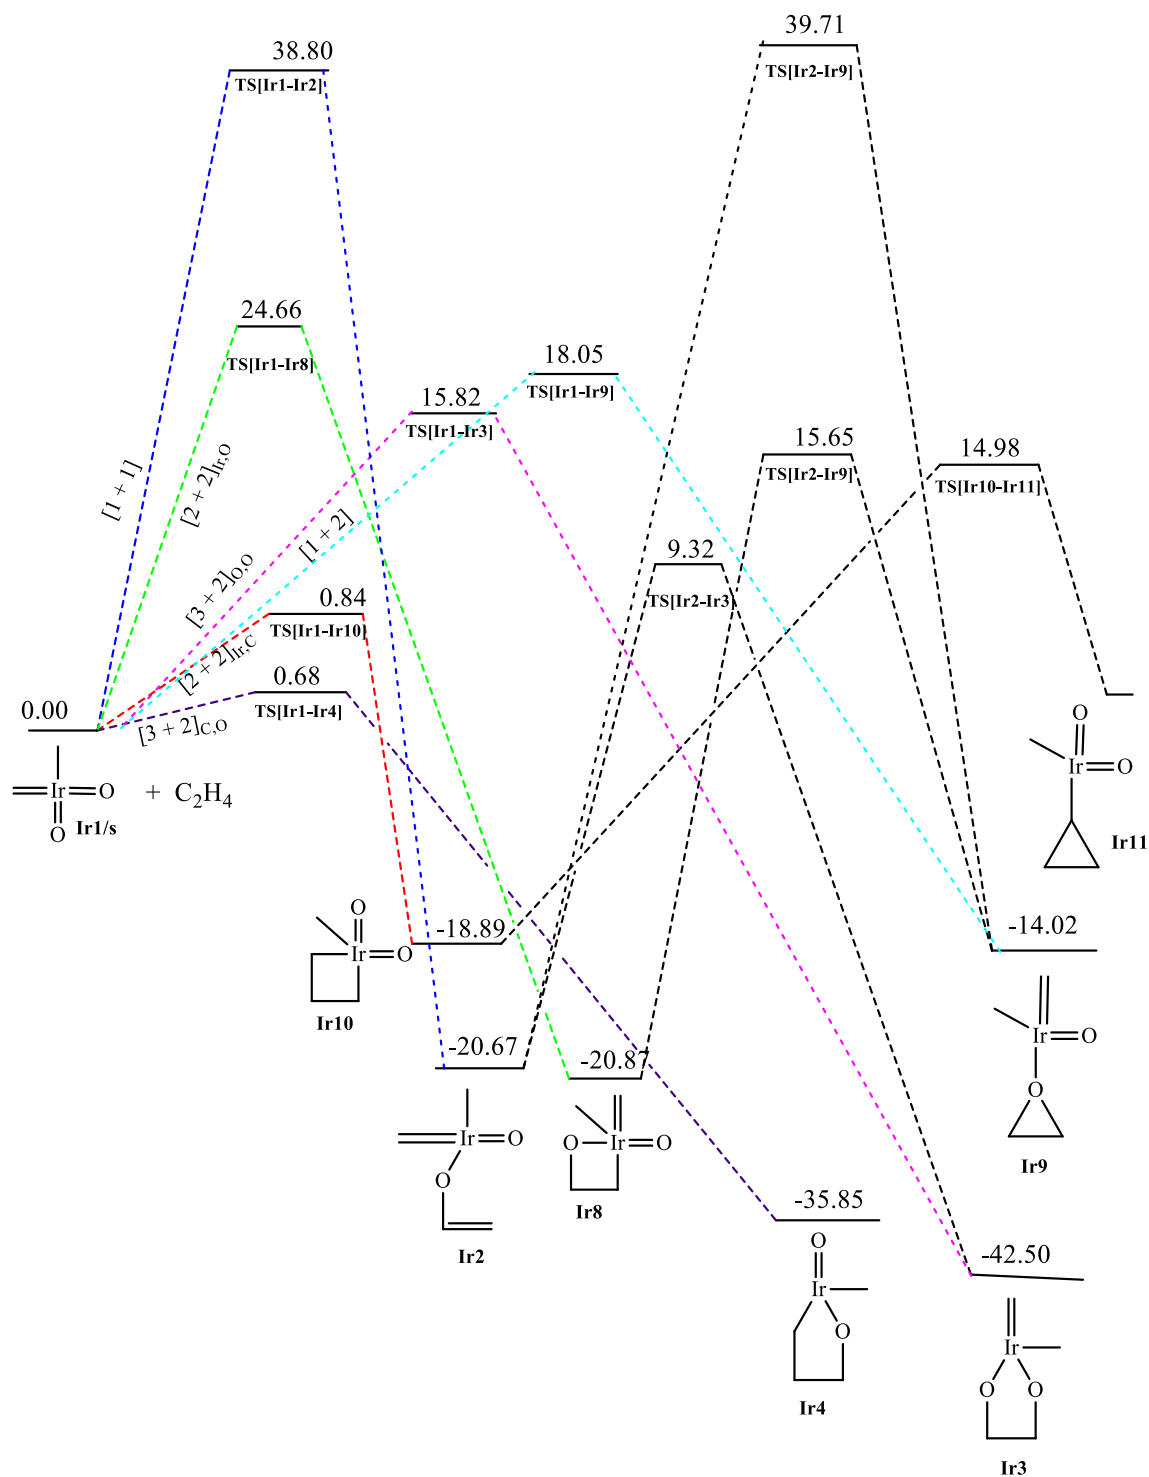 39.71
TS[Ir2-Ir9]
38.80
TS[Ir1-Ir2]
24.66
TS[Ir1-Ir8]
18.05
TS[Ir1-Ir9]
15.82
TS[Ir1-Ir3]
15.65
TS[Ir2-Ir9]
14.98
TS[Ir10-Ir11]
[1 + 1]
[2 + 2]Ir,O
[1 + 2]
9.32
TS[Ir2-Ir3]
[3 + 2]O,O
0.84
TS[Ir1-Ir10]
[2 + 2]Ir,C
0.68
TS[Ir1-Ir4]
[3 + 2]C,O
0.00
Ir O
O
Ir1/s
+ C2H4
O
Ir O
Ir11
-18.89
O
Ir O
Ir10
-14.02
Ir O
O
Ir9
-20.67
Ir O
O
Ir2
-20.87
O Ir O
Ir8
-35.85
O
Ir
O
Ir4
-42.50
Ir
O O
Ir3